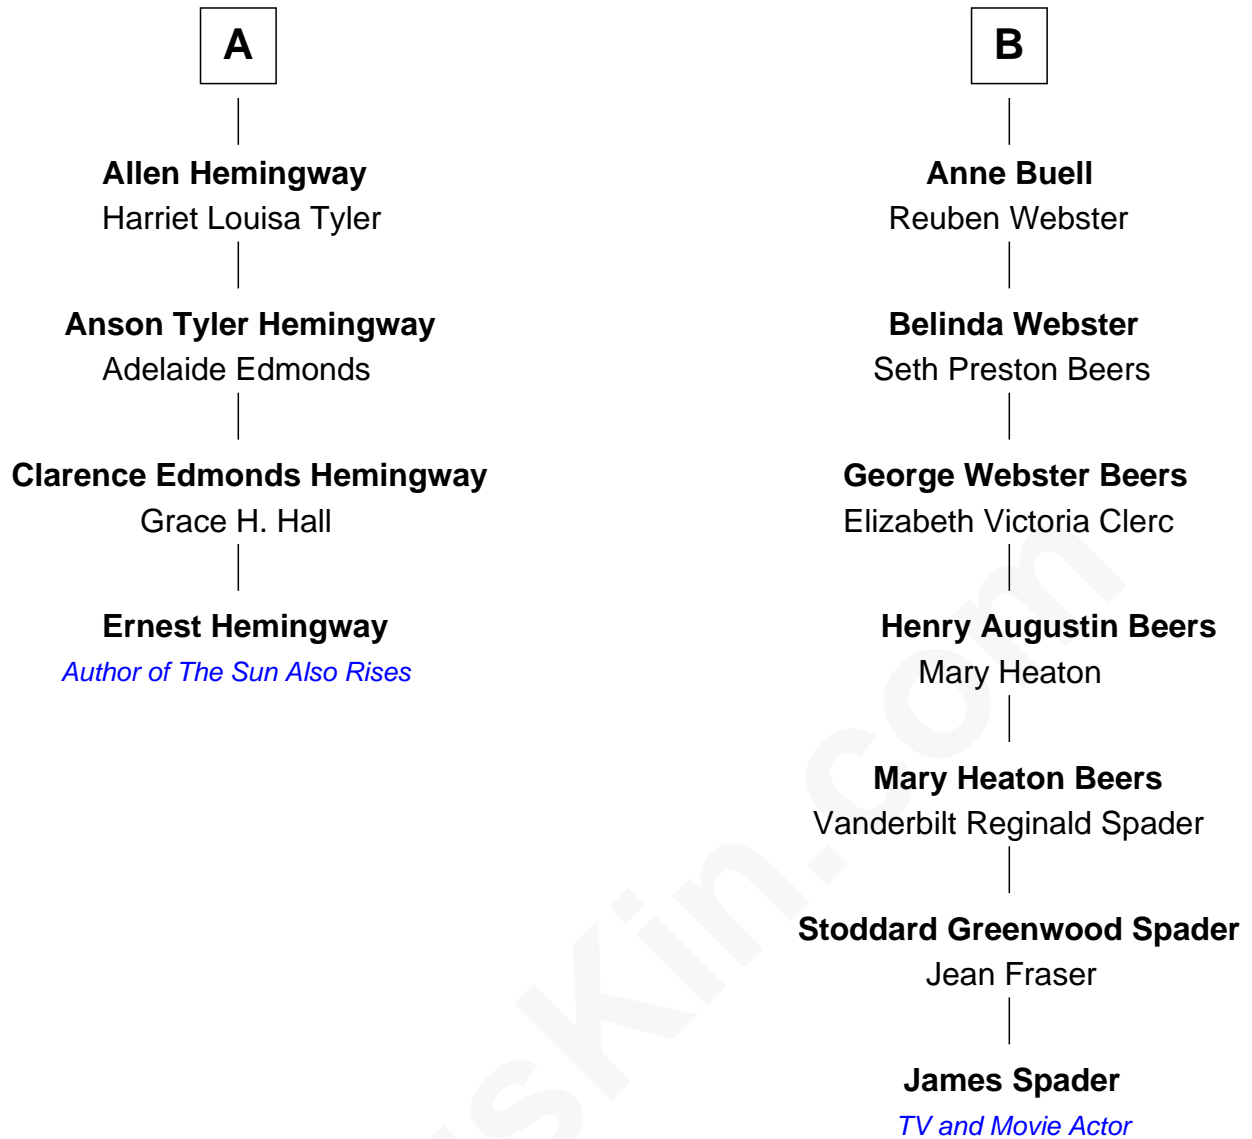 A
Allen Hemingway
Harriet Louisa Tyler
Anson Tyler Hemingway
Adelaide Edmonds
Clarence Edmonds Hemingway
Grace H. Hall
Ernest Hemingway
Author of The Sun Also Rises
B
Anne Buell
Reuben Webster
Belinda Webster
Seth Preston Beers
George Webster Beers
Elizabeth Victoria Clerc
Henry Augustin Beers
Mary Heaton
Mary Heaton Beers
Vanderbilt Reginald Spader
Stoddard Greenwood Spader
Jean Fraser
James Spader
TV and Movie Actor
sKin.com